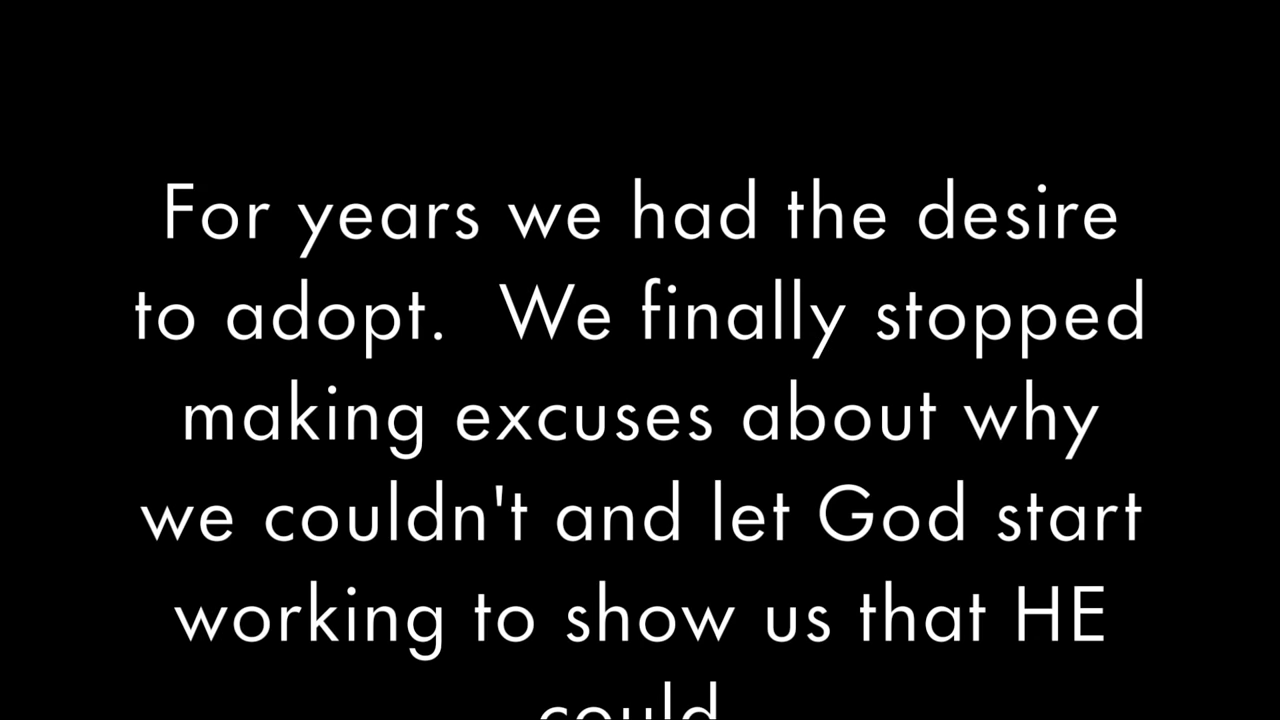 For years we had the desire
to adopt.  We finally stopped
making excuses about why
we couldn't and let God start
working to show us that HE
could